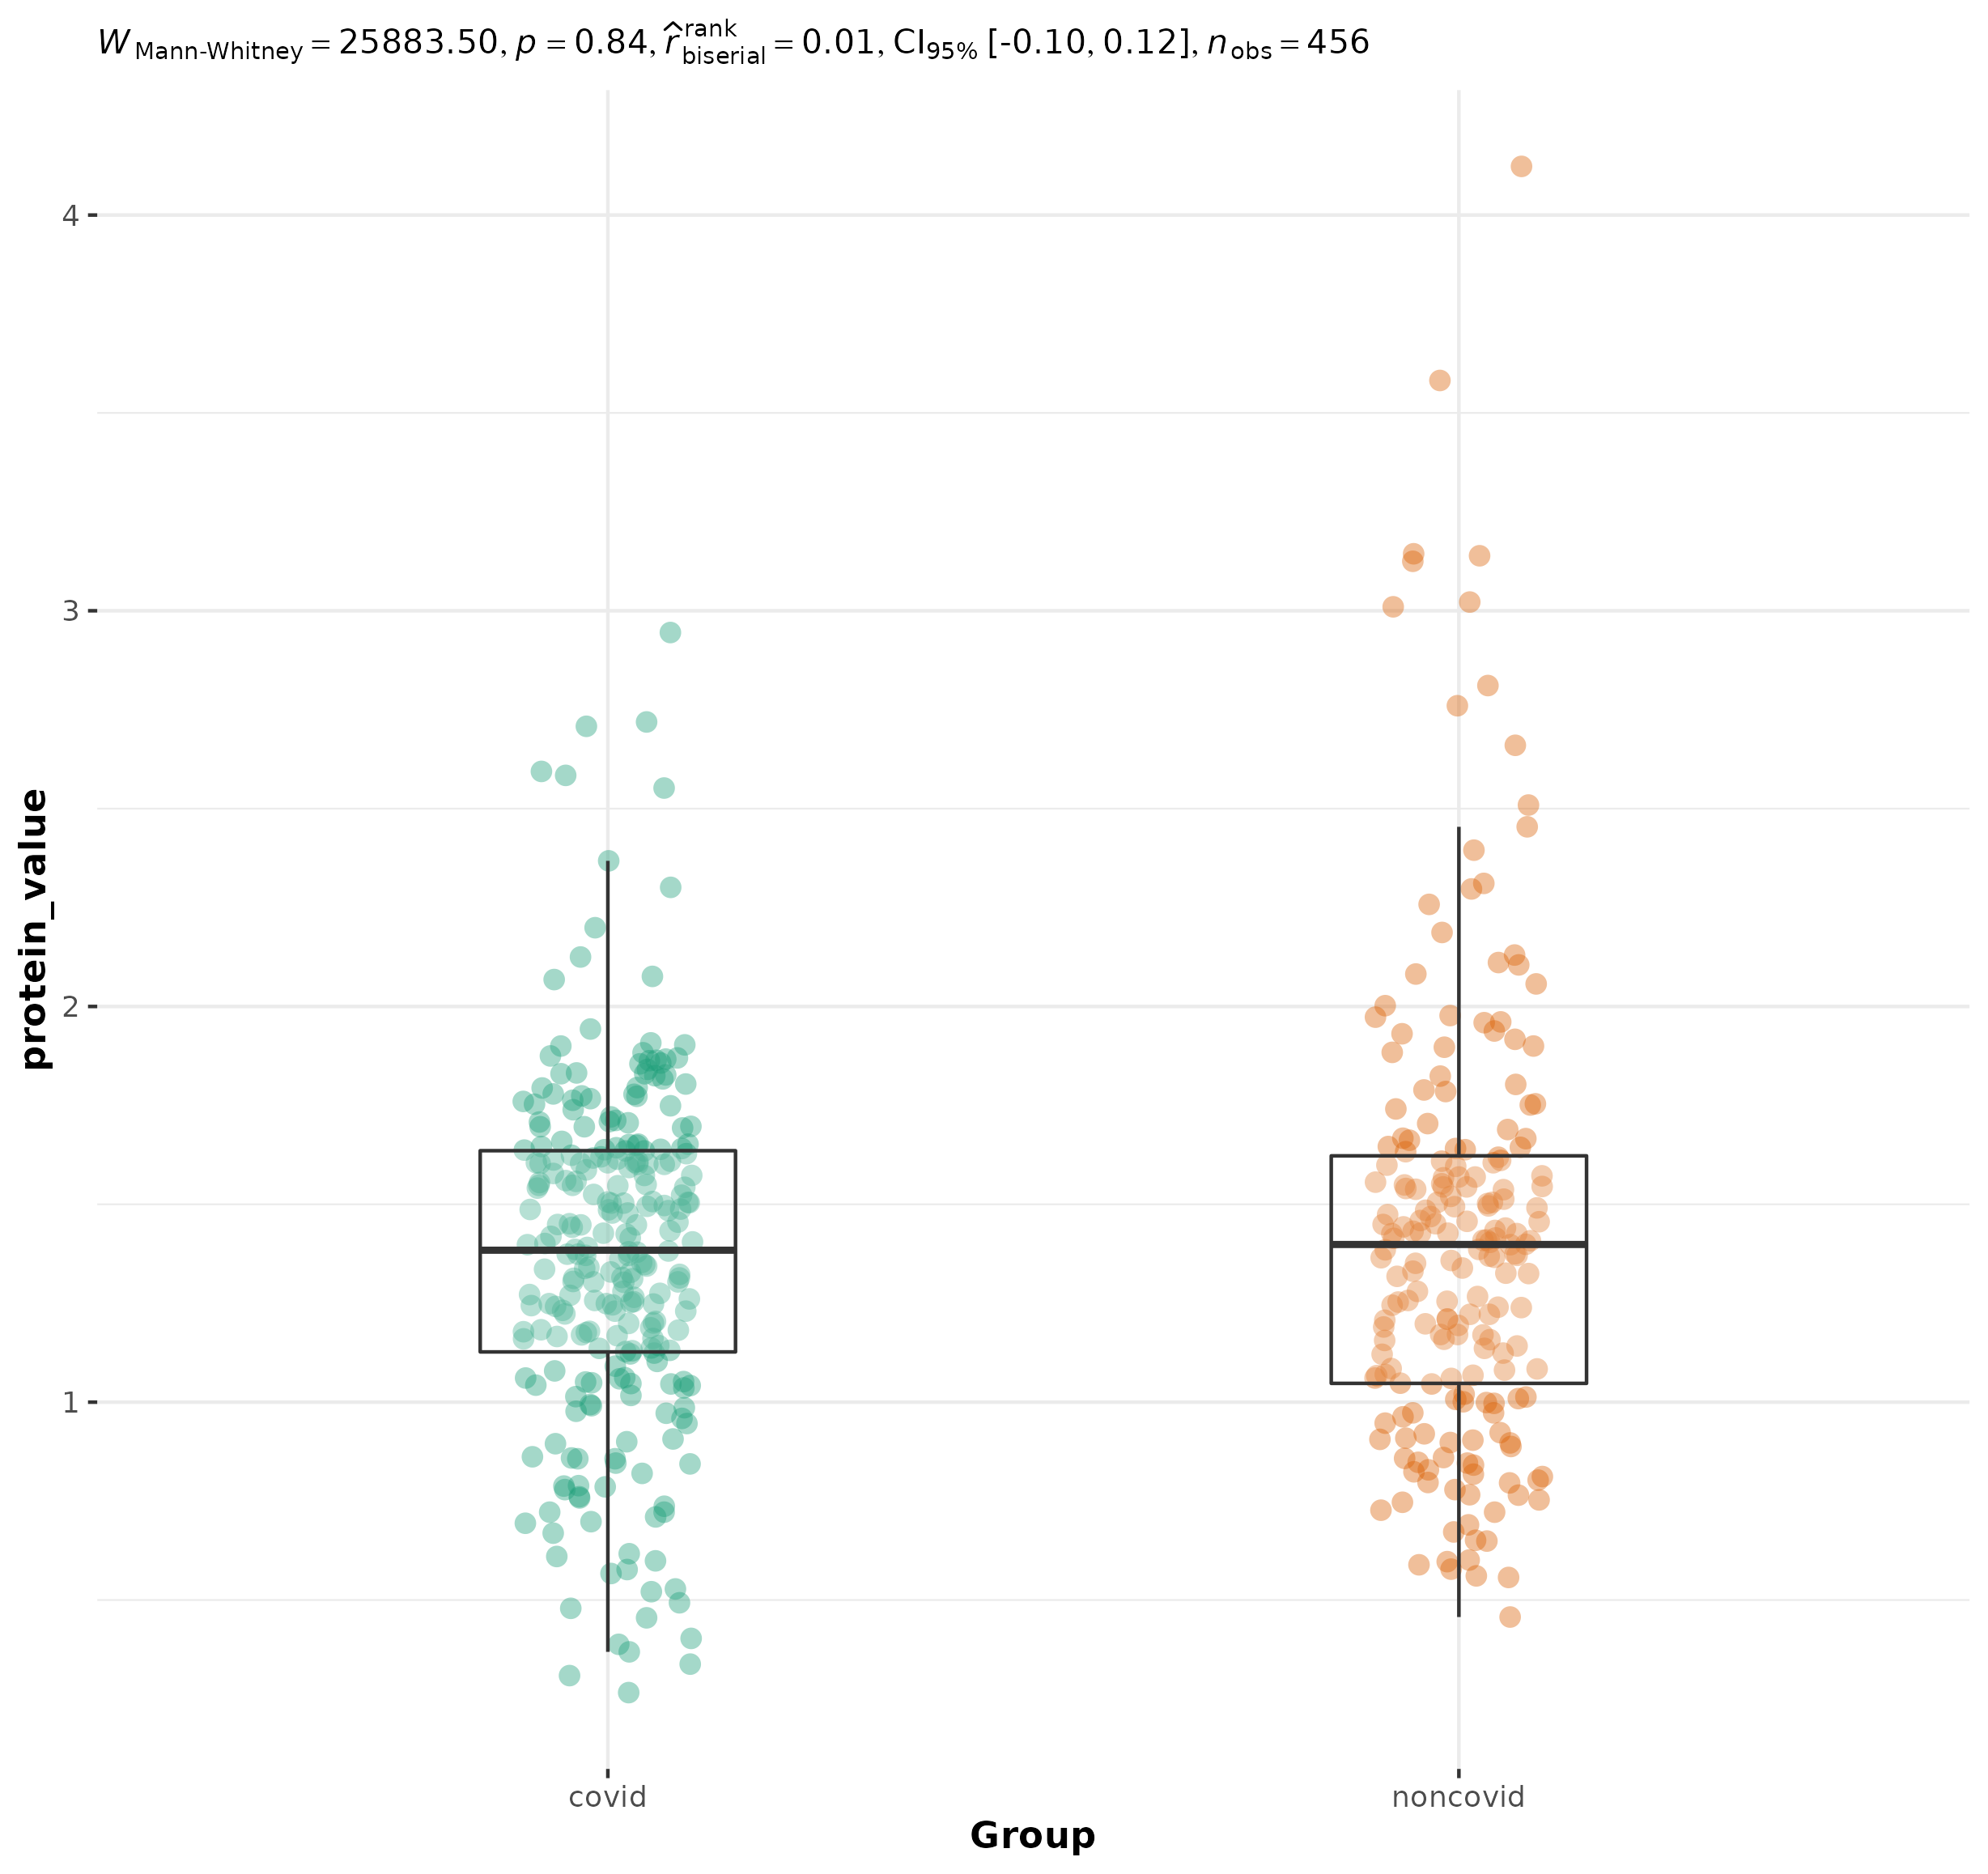 W Mann-Whitney = 25883.50, p = 0.84, r̂ rank biserial = 0.01, CI95% [-0.10, 0.12], n obs = 456
4
3
2
1
protein_value
covid noncovid
Group